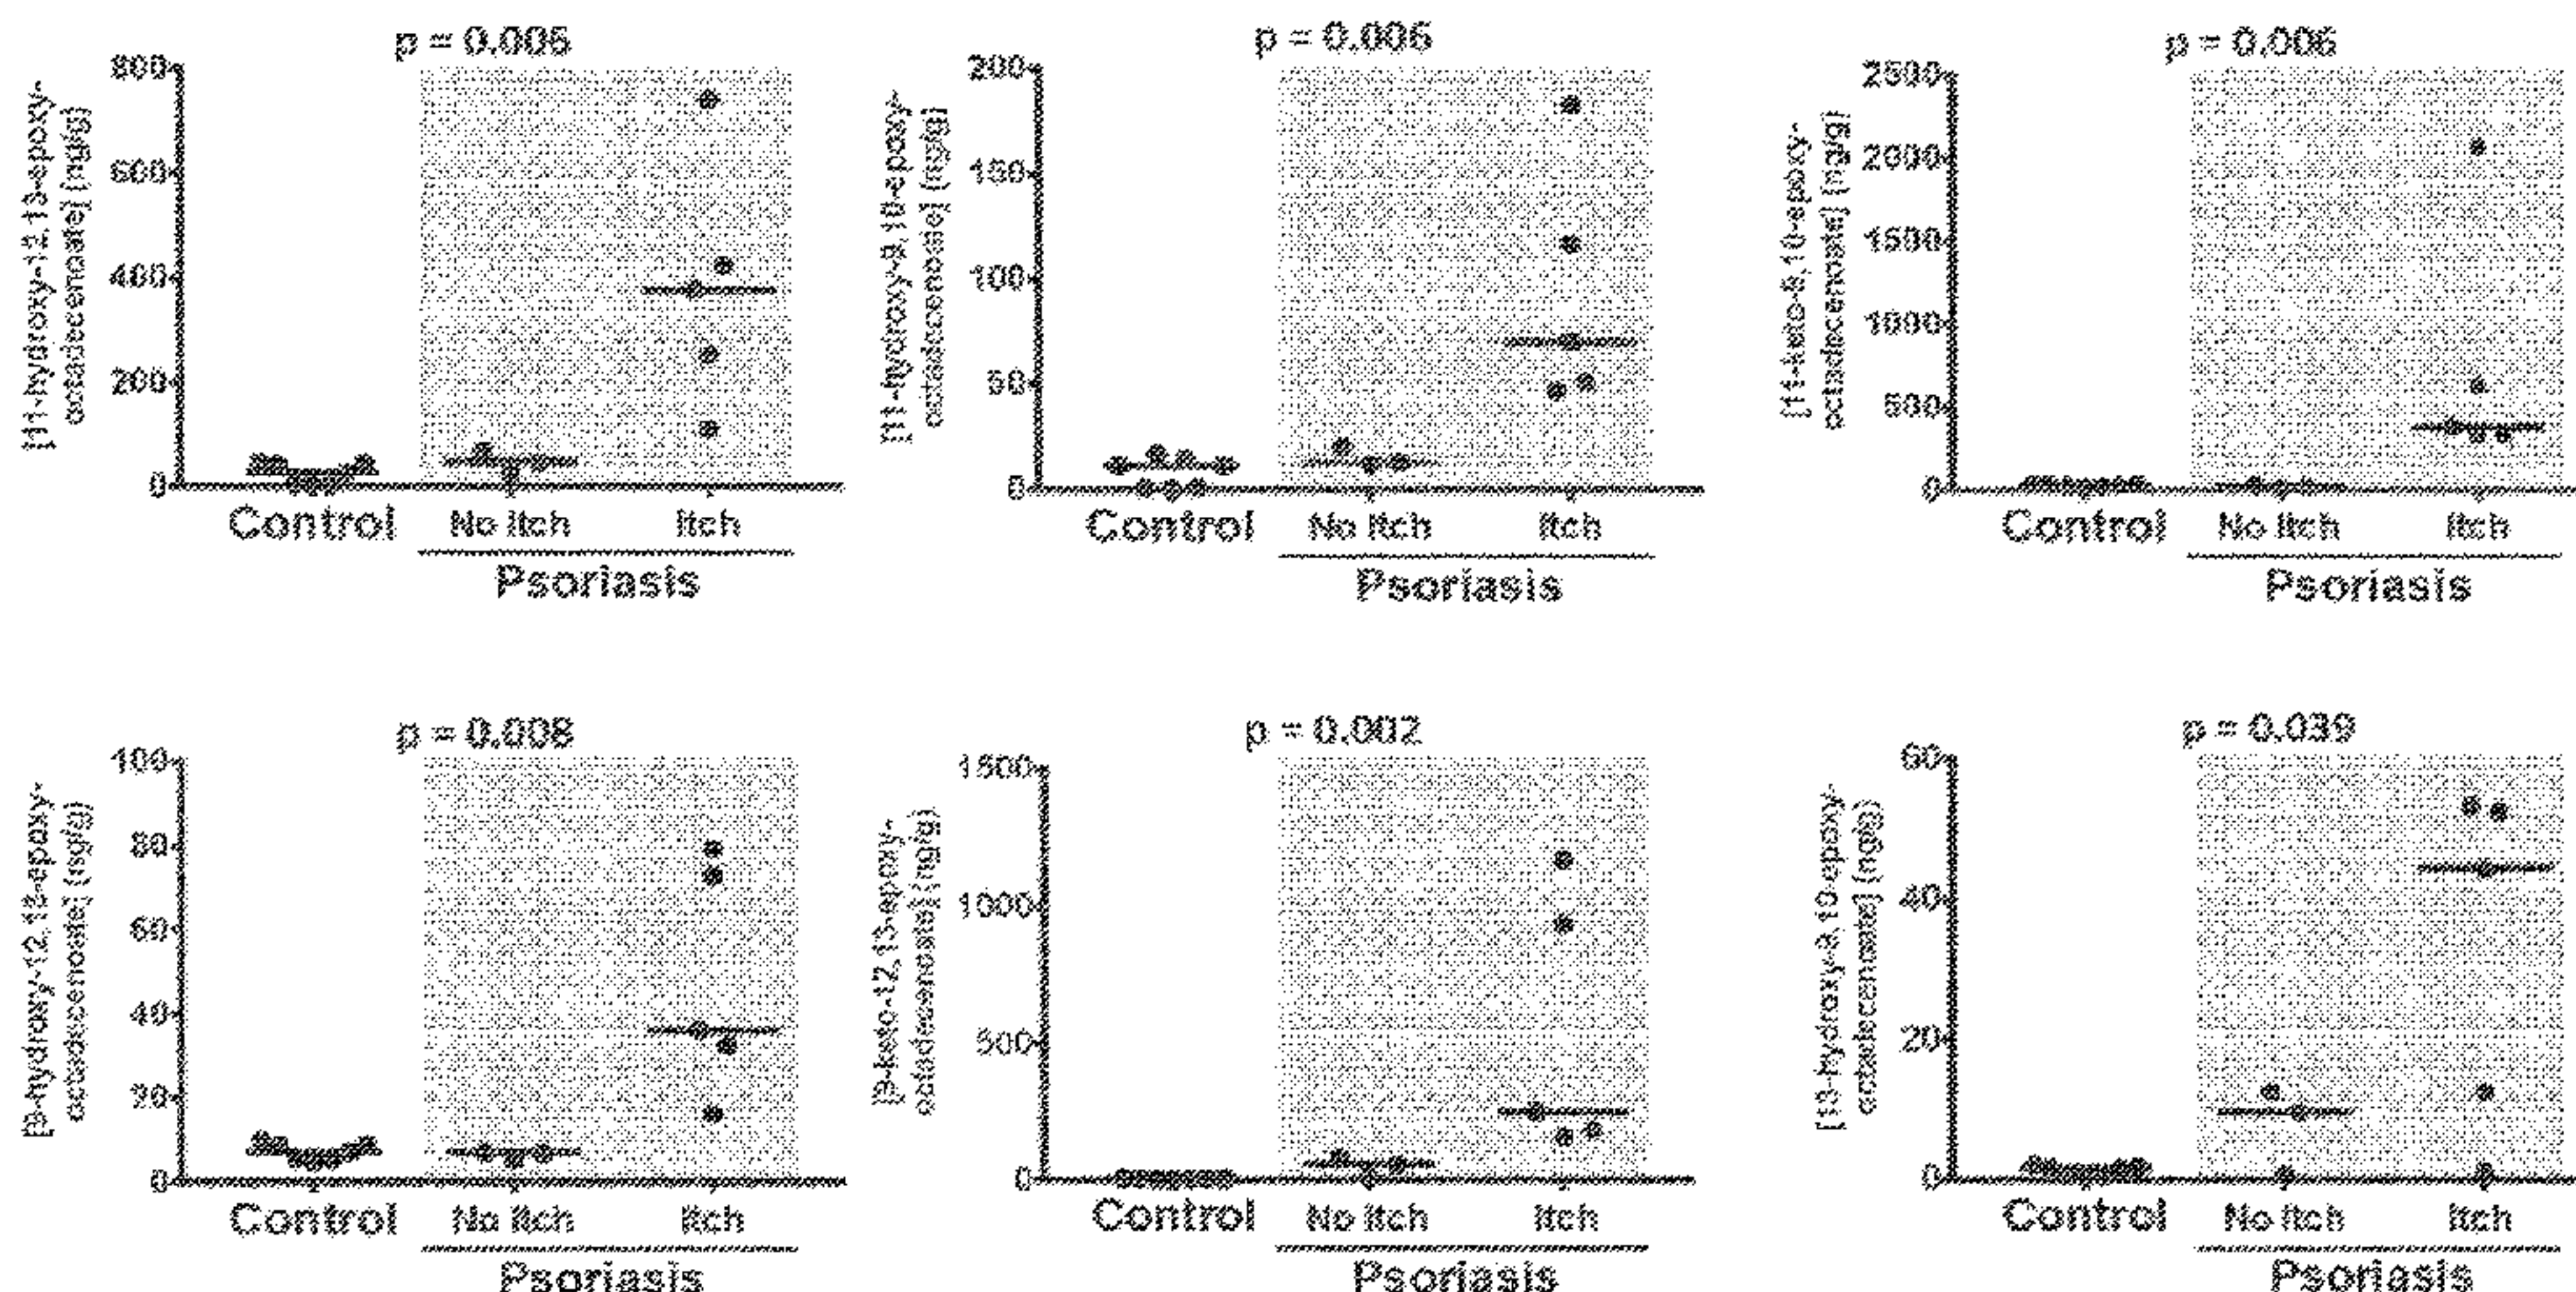 p = 0.005
[11-hydroxy-12,13-epoxy-
octadecenoate] (ng/g)
800
600
400
200
0
Control
No Itch
Itch
Psoriasis
p = 0.006
[11-hydroxy-9,10-epoxy-
octadecenoate] (ng/g)
200
150
100
50
0
Control
No Itch
Itch
Psoriasis
p = 0.006
[11-keto-9,10-epoxy-
octadecenoate] (ng/g)
2500
2000
1500
1000
500
0
Control
No Itch
Itch
Psoriasis
p = 0.008
[9-hydroxy-12,13-epoxy-
octadecenoate] (ng/g)
100
80
60
40
20
0
Control
No Itch
Itch
Psoriasis
p = 0.002
[9-keto-12,13-epoxy-
octadecenoate] (ng/g)
1500
1000
500
0
Control
No Itch
Itch
Psoriasis
p = 0.039
[13-hydroxy-9,10-epoxy-
octadecenoate] (ng/g)
60
40
20
0
Control
No Itch
Itch
Psoriasis